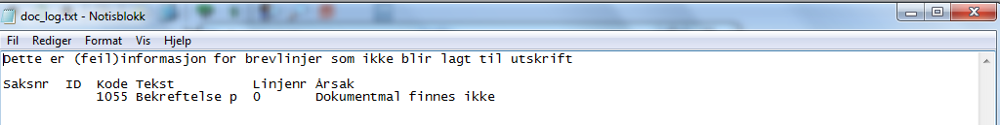 doc_log.txt - Notisblokk
Fil Rediger Format Vis Hjelp
Dette er (feil)informasjon for brevlinjer som ikke blir lagt til utskrift
Saksnr ID Kode Tekst Linjenr Årsak
1055 Bekreftelse p 0 Dokumentmal finnes ikke